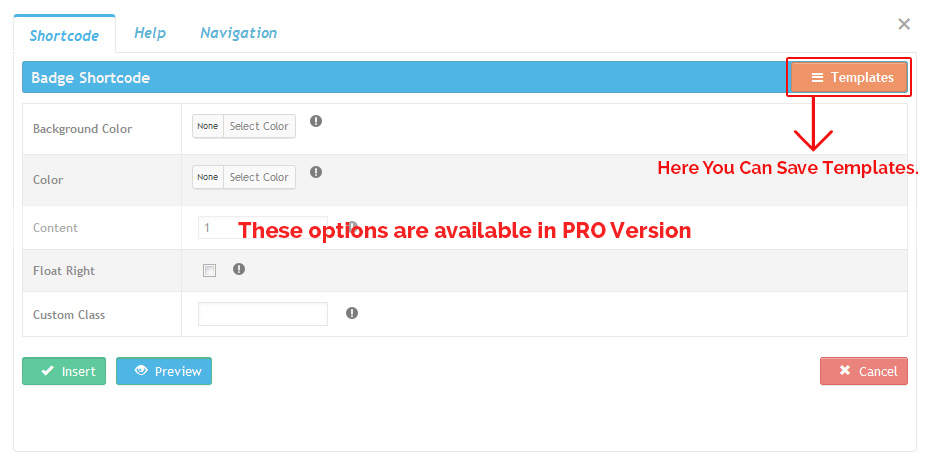 Shortcode Help Navigation ×
Badge Shortcode Templates
Background Color None Select Color
Color None Select Color
Here You Can Save Templates.
Content 1
These options are available in PRO Version
Float Right
Custom Class
Insert Preview Cancel